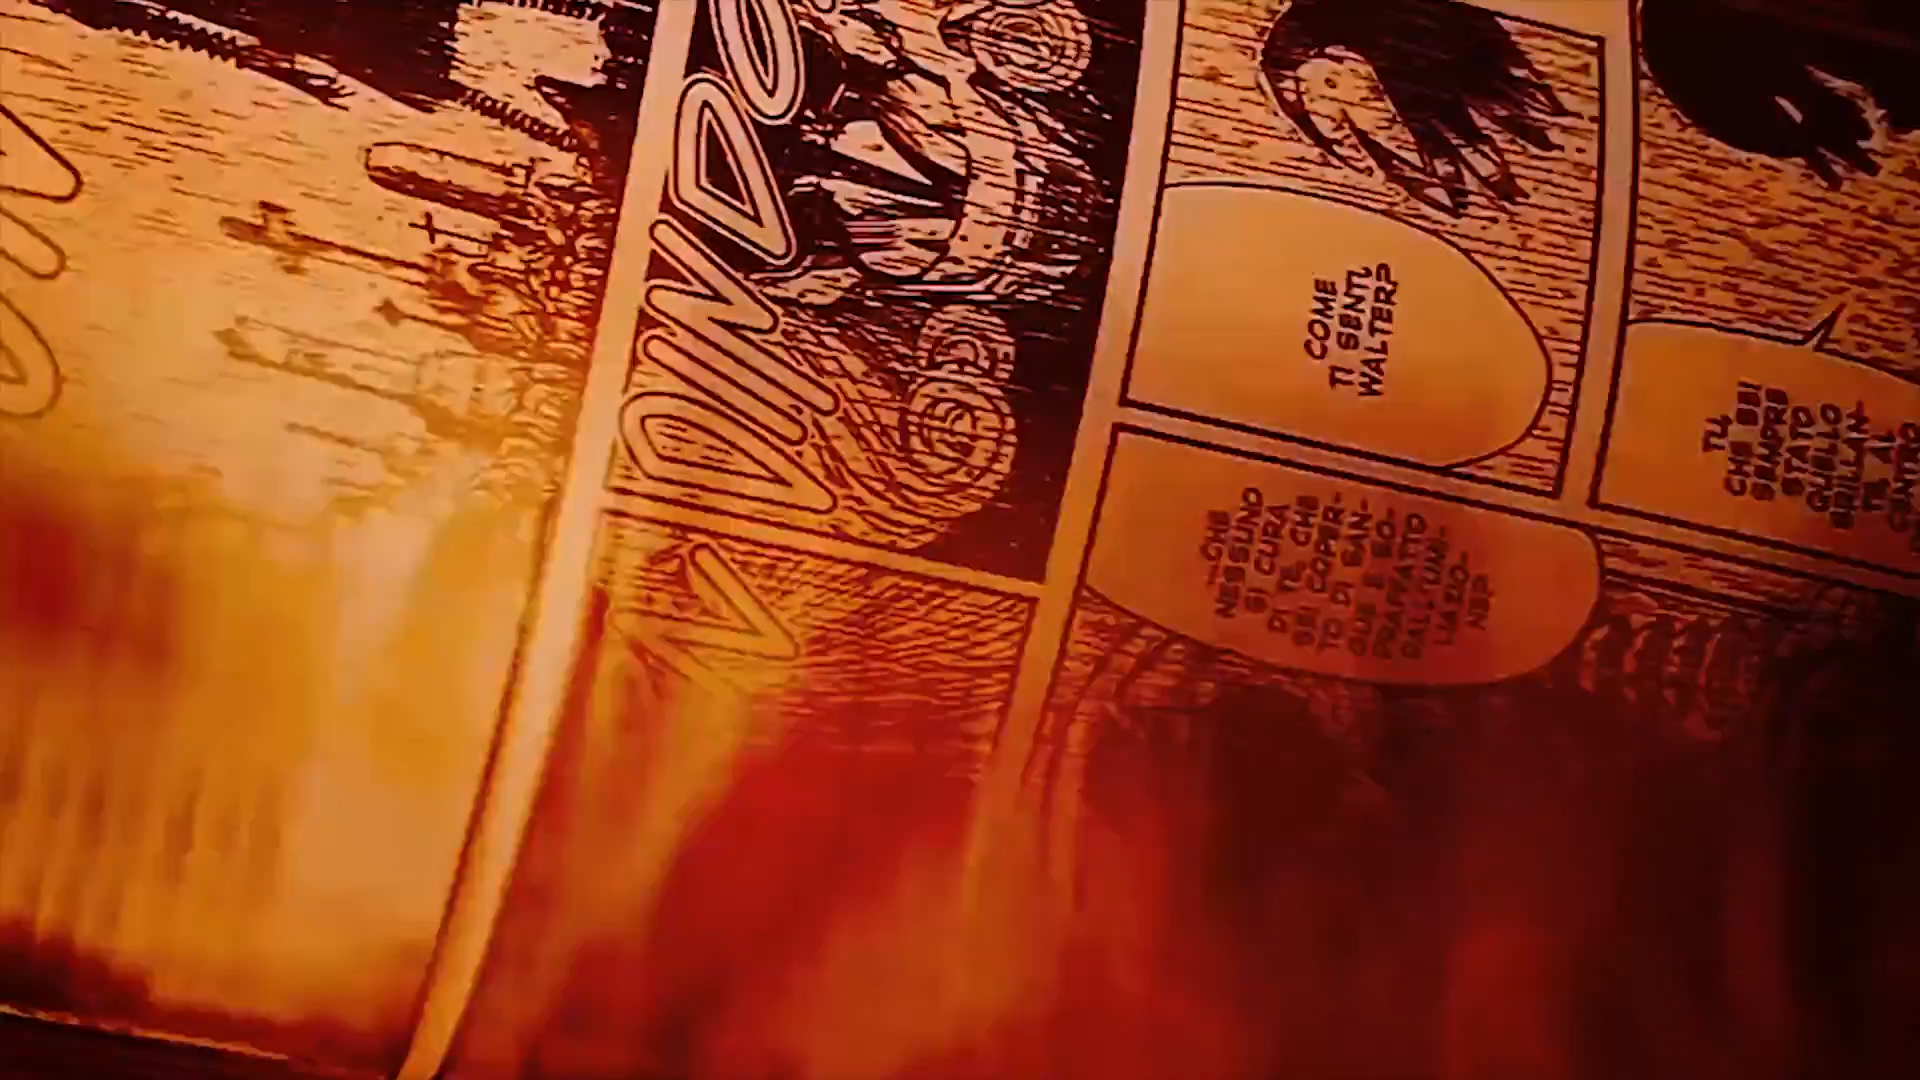 DINDO
COME
TI SENTI,
WALTER?
TU
CHE SEI
SEMPRE
STATO
QUELLO
BRILLAN-
TE AL
CENTRO
...CHE
NESSUNO
SI CURA
DI TE, CHE
SEI COPER-
TO DI SAN-
GUE E SO-
PRAFFATTO
DALL'UMI-
LIAZIO-
NE?